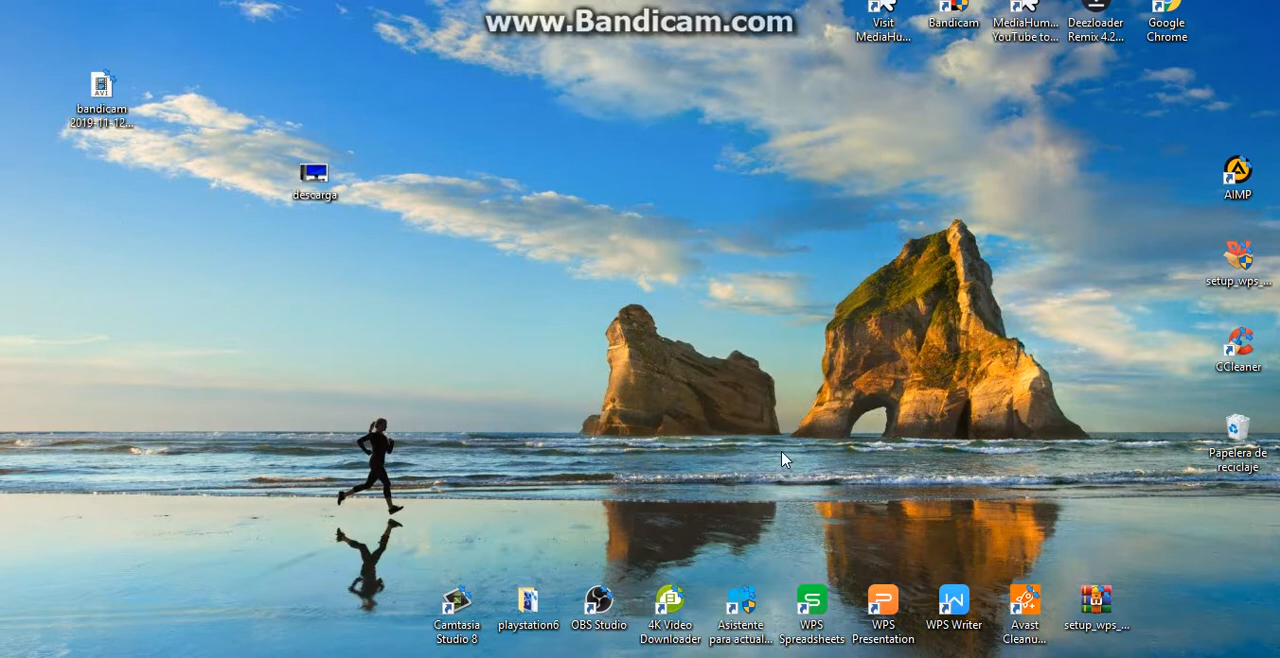 www.Bandicam.com
Visit
MediaHu...
Bandicam
MediaHum...
YouTube to...
Deezloader
Remix 4.2...
Google
Chrome
AVI
bandicam
2019-11-12...
descarga
AIMP
setup_wps_...
CCleaner
Papelera de
reciclaje
Camtasia
Studio 8
playstation6
OBS Studio
4K Video
Downloader
Asistente
para actual...
WPS
Spreadsheets
WPS
Presentation
WPS Writer
Avast
Cleanu...
setup_wps_...